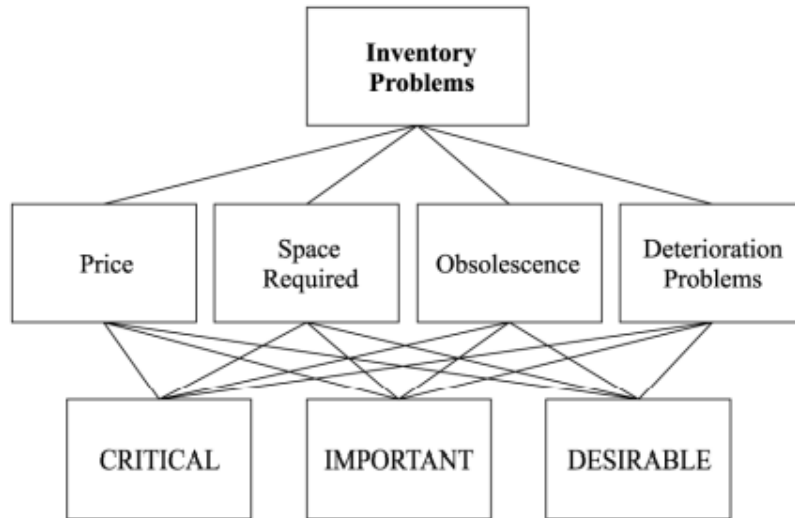 Inventory
Problems
Price
Space
Required
Obsolescence
Deterioration
Problems
CRITICAL
IMPORTANT
DESIRABLE